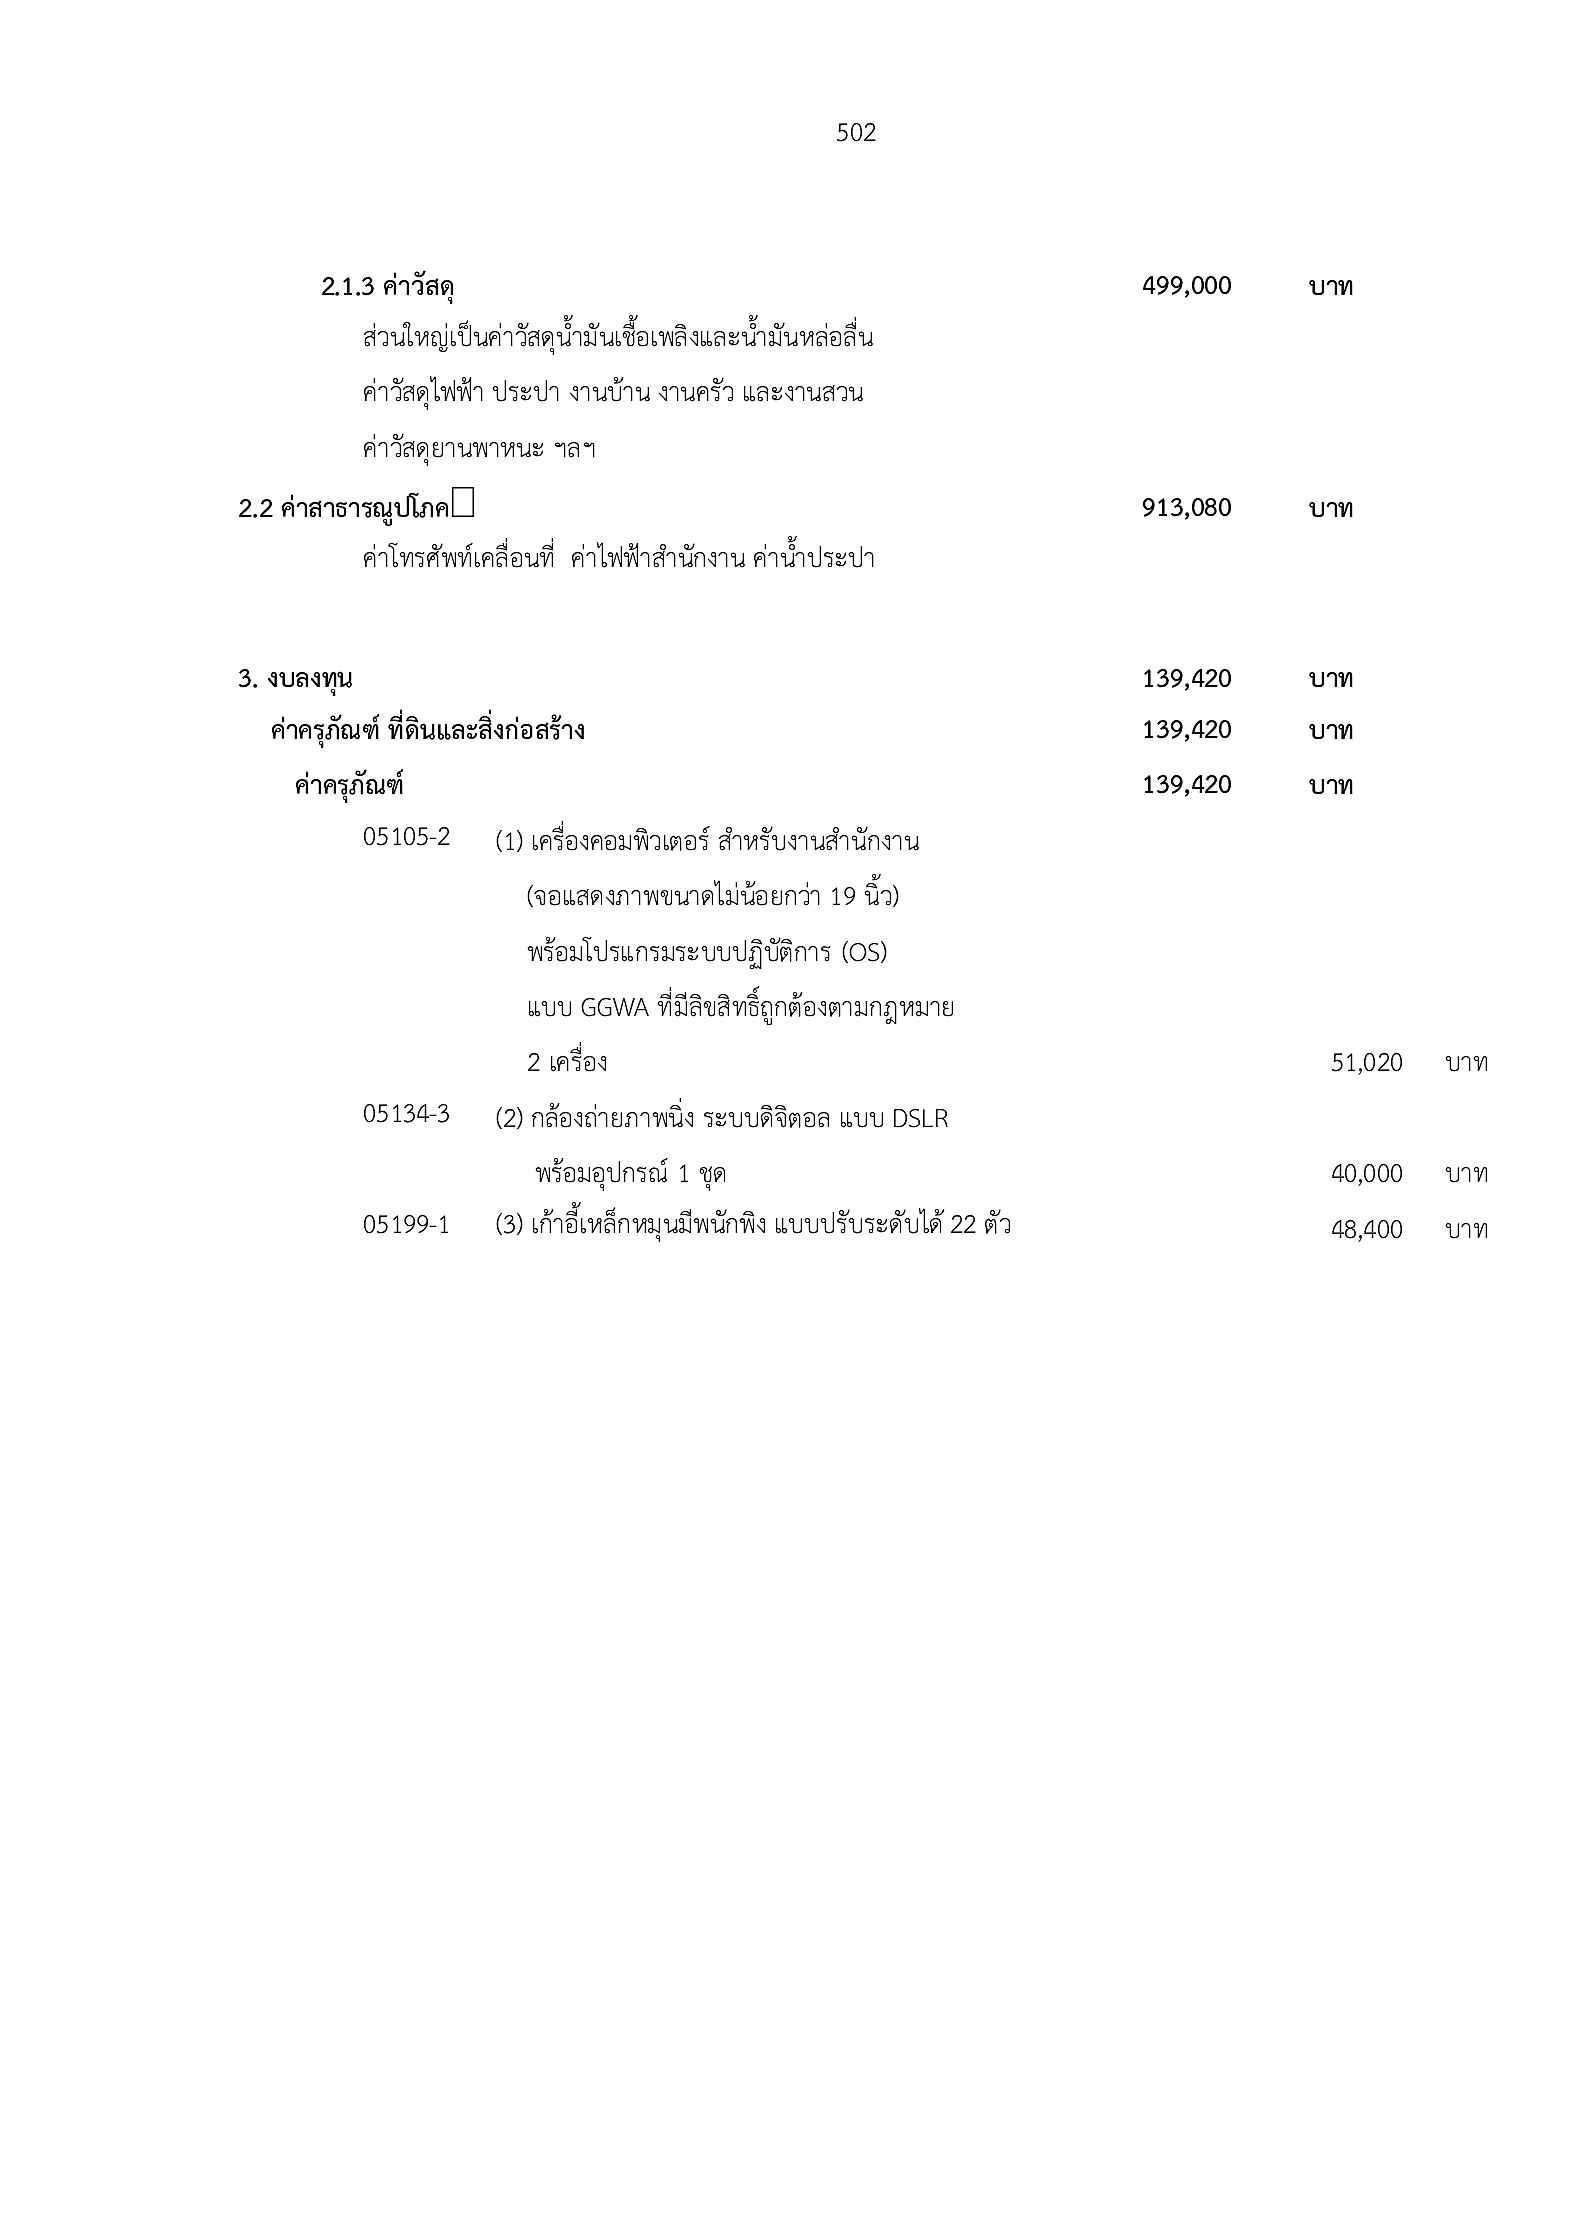 502
2.1.3 ค่าวัสดุ 499,000 บาท
ส่วนใหญ่เป็นค่าวัสดุน้ำมันเชื้อเพลิงและน้ำมันหล่อลื่น
ค่าวัสดุไฟฟ้า ประปา งานบ้าน งานครัว และงานสวน
ค่าวัสดุยานพาหนะ ฯลฯ
2.2 ค่าสาธารณูปโภค 913,080 บาท
ค่าโทรศัพท์เคลื่อนที่ ค่าไฟฟ้าสำนักงาน ค่าน้ำประปา
3. งบลงทุน 139,420 บาท
ค่าครุภัณฑ์ ที่ดินและสิ่งก่อสร้าง 139,420 บาท
ค่าครุภัณฑ์ 139,420 บาท
05105-2 (1) เครื่องคอมพิวเตอร์ สำหรับงานสำนักงาน
(จอแสดงภาพขนาดไม่น้อยกว่า 19 นิ้ว)
พร้อมโปรแกรมระบบปฏิบัติการ (OS)
แบบ GGWA ที่มีลิขสิทธิ์ถูกต้องตามกฎหมาย
2 เครื่อง 51,020 บาท
05134-3 (2) กล้องถ่ายภาพนิ่ง ระบบดิจิตอล แบบ DSLR
พร้อมอุปกรณ์ 1 ชุด 40,000 บาท
05199-1 (3) เก้าอี้เหล็กหมุนมีพนักพิง แบบปรับระดับได้ 22 ตัว 48,400 บาท